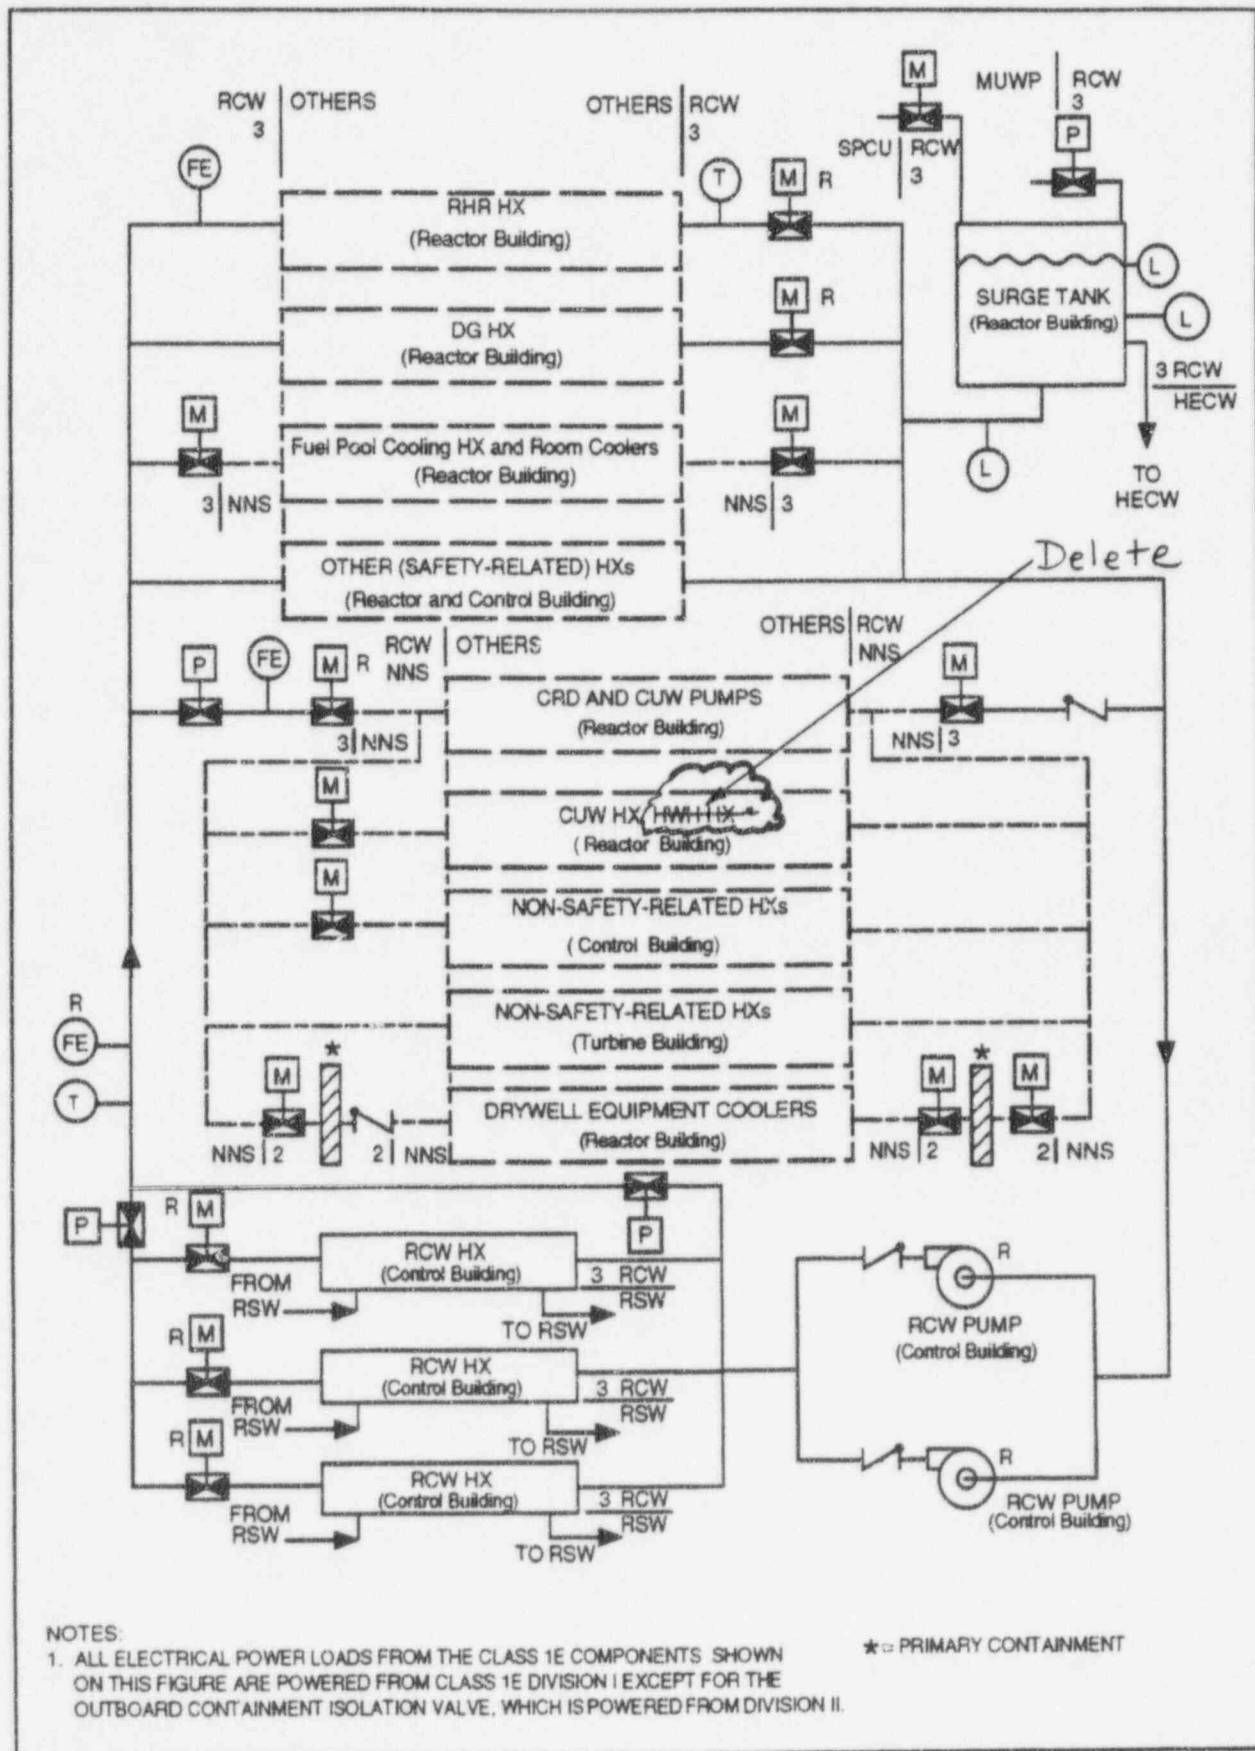 M
MUWP | RCW
3
P
RCW | OTHERS
3
OTHERS | RCW
3
SPCU | RCW
3
FE
T
M R
RHR HX
(Reactor Building)
L
SURGE TANK
(Reactor Building)
L
M R
DG HX
(Reactor Building)
3 RCW
HECW
M
M
Fuel Pool Cooling HX and Room Coolers
(Reactor Building)
L
TO
HECW
3 | NNS
NNS | 3
Delete
OTHER (SAFETY-RELATED) HXs
(Reactor and Control Building)
RCW | OTHERS
NNS
OTHERS | RCW
NNS
P
FE
M R
M
CRD AND CUW PUMPS
(Reactor Building)
3 | NNS
NNS | 3
M
CUW HX, HWH HX
(Reactor Building)
M
NON-SAFETY-RELATED HXs
(Control Building)
R
FE
NON-SAFETY-RELATED HXs
(Turbine Building)
T
M
*
M
*
M
DRYWELL EQUIPMENT COOLERS
(Reactor Building)
NNS | 2
2 | NNS
NNS | 2
2 | NNS
P
R M
P
RCW HX
(Control Building)
3 RCW
RSW
FROM
RSW
TO RSW
R
RCW PUMP
(Control Building)
R M
RCW HX
(Control Building)
3 RCW
RSW
FROM
RSW
TO RSW
R M
RCW HX
(Control Building)
3 RCW
RSW
FROM
RSW
TO RSW
R
RCW PUMP
(Control Building)
NOTES:
1. ALL ELECTRICAL POWER LOADS FROM THE CLASS 1E COMPONENTS SHOWN
ON THIS FIGURE ARE POWERED FROM CLASS 1E DIVISION I EXCEPT FOR THE
OUTBOARD CONTAINMENT ISOLATION VALVE, WHICH IS POWERED FROM DIVISION II.
* = PRIMARY CONTAINMENT